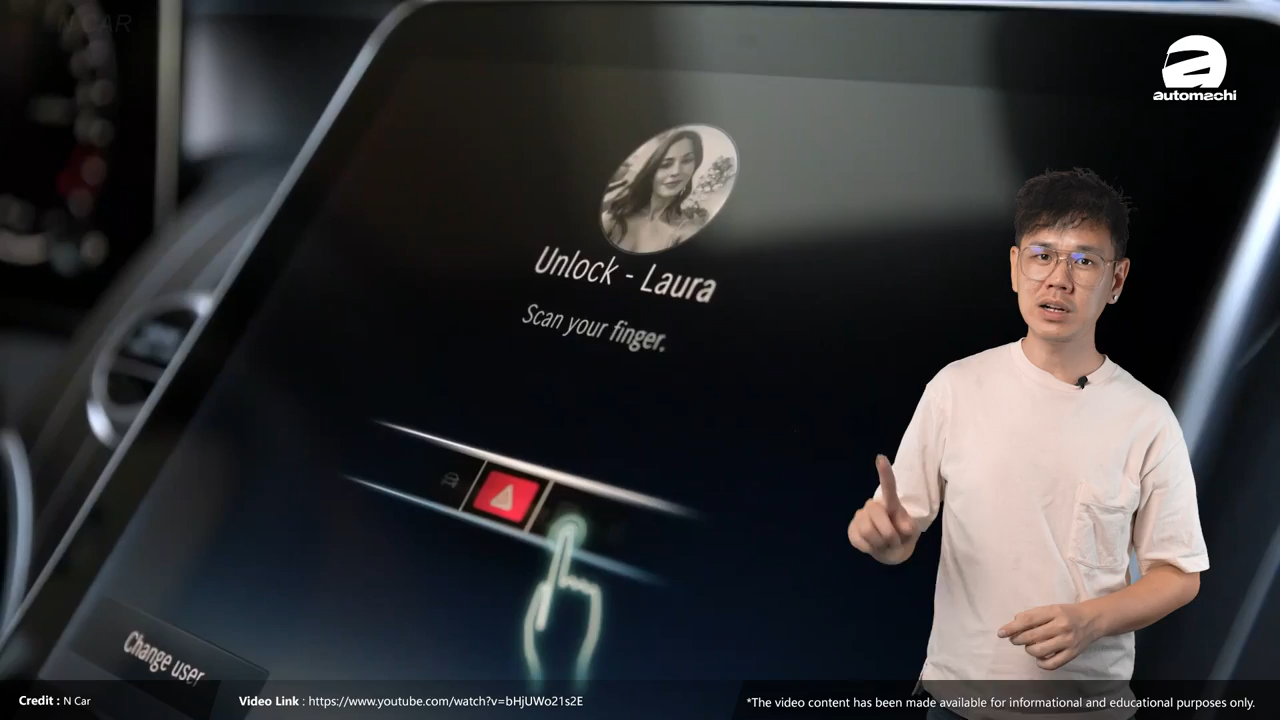 N CAR
automachi
Unlock - Laura
Scan your finger.
Change user
Credit : N Car
Video Link : https://www.youtube.com/watch?v=bHjUWo21s2E
*The video content has been made available for informational and educational purposes only.